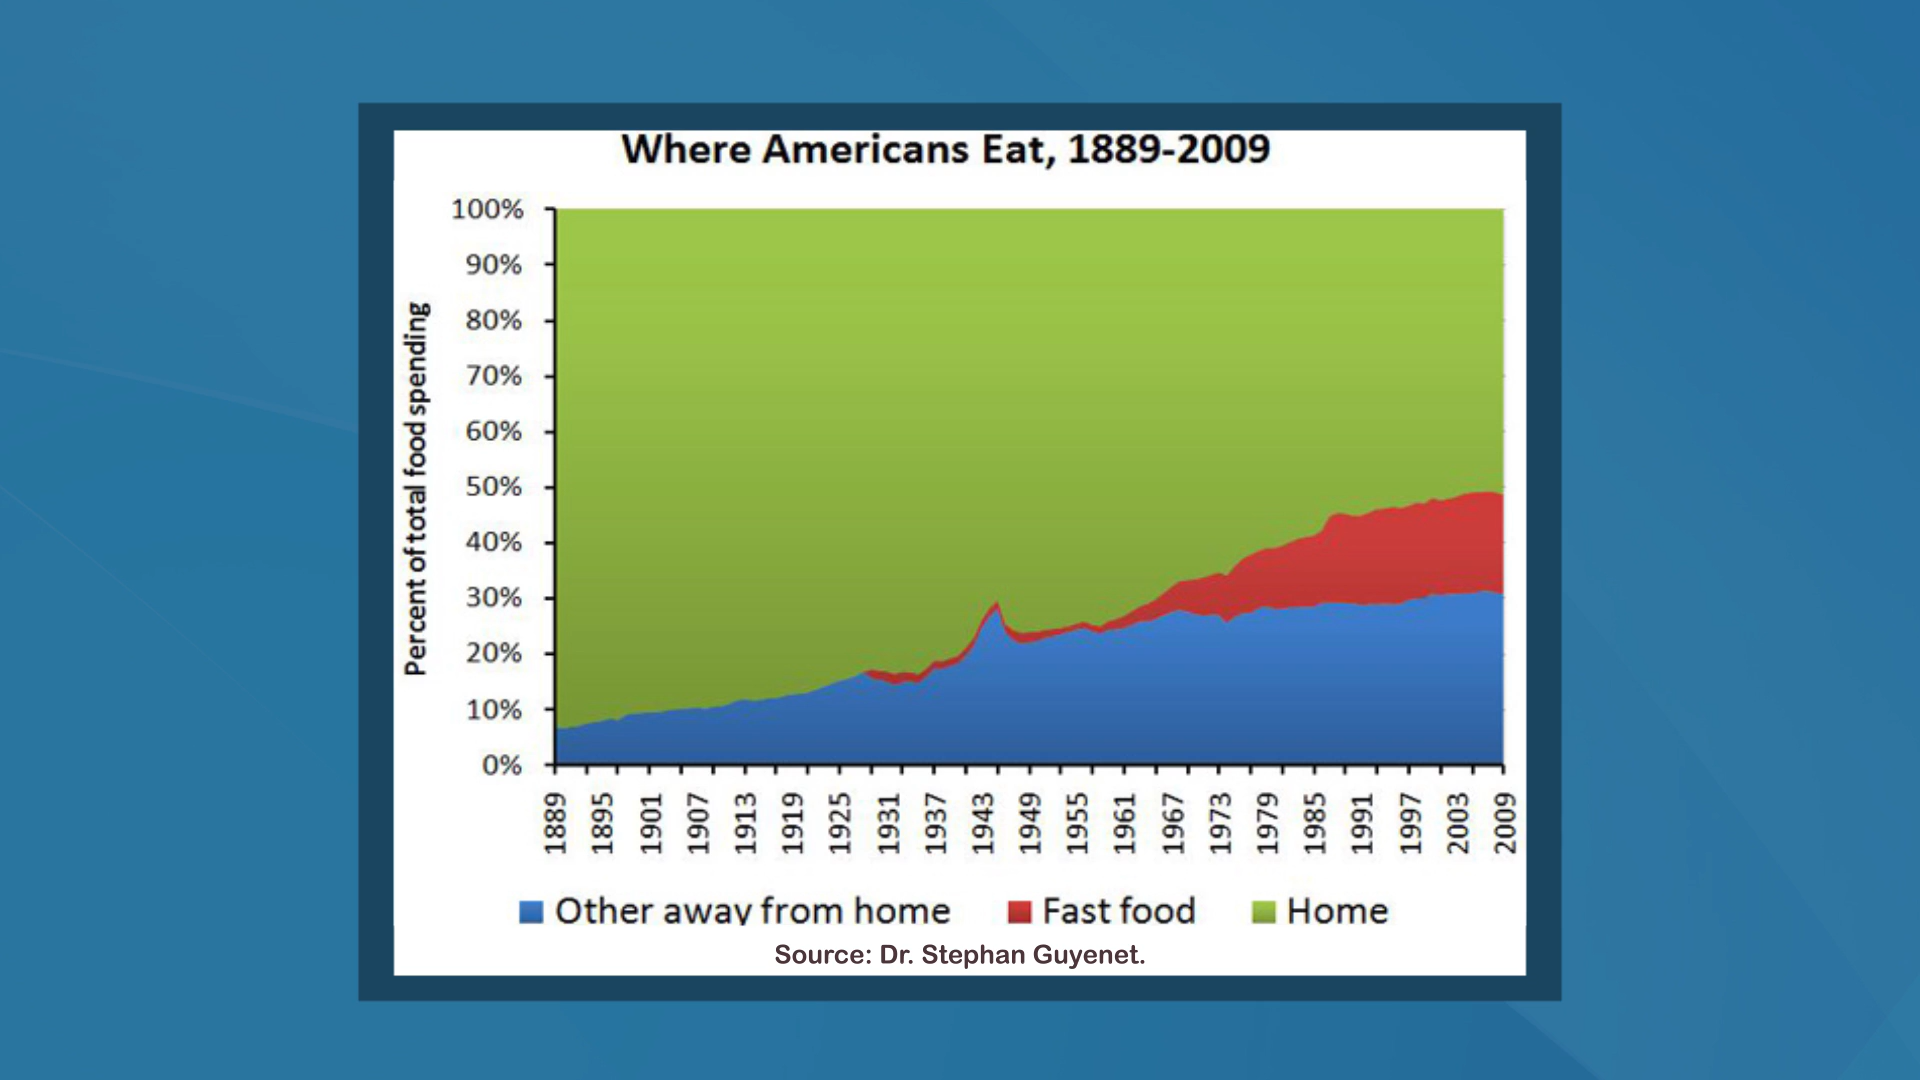 Where Americans Eat, 1889-2009
Percent of total food spending
100%
90%
80%
70%
60%
50%
40%
30%
20%
10%
0%
1889 1895 1901 1907 1913 1919 1925 1931 1937 1943 1949 1955 1961 1967 1973 1979 1985 1991 1997 2003 2009
Other away from home Fast food Home
Source: Dr. Stephan Guyenet.